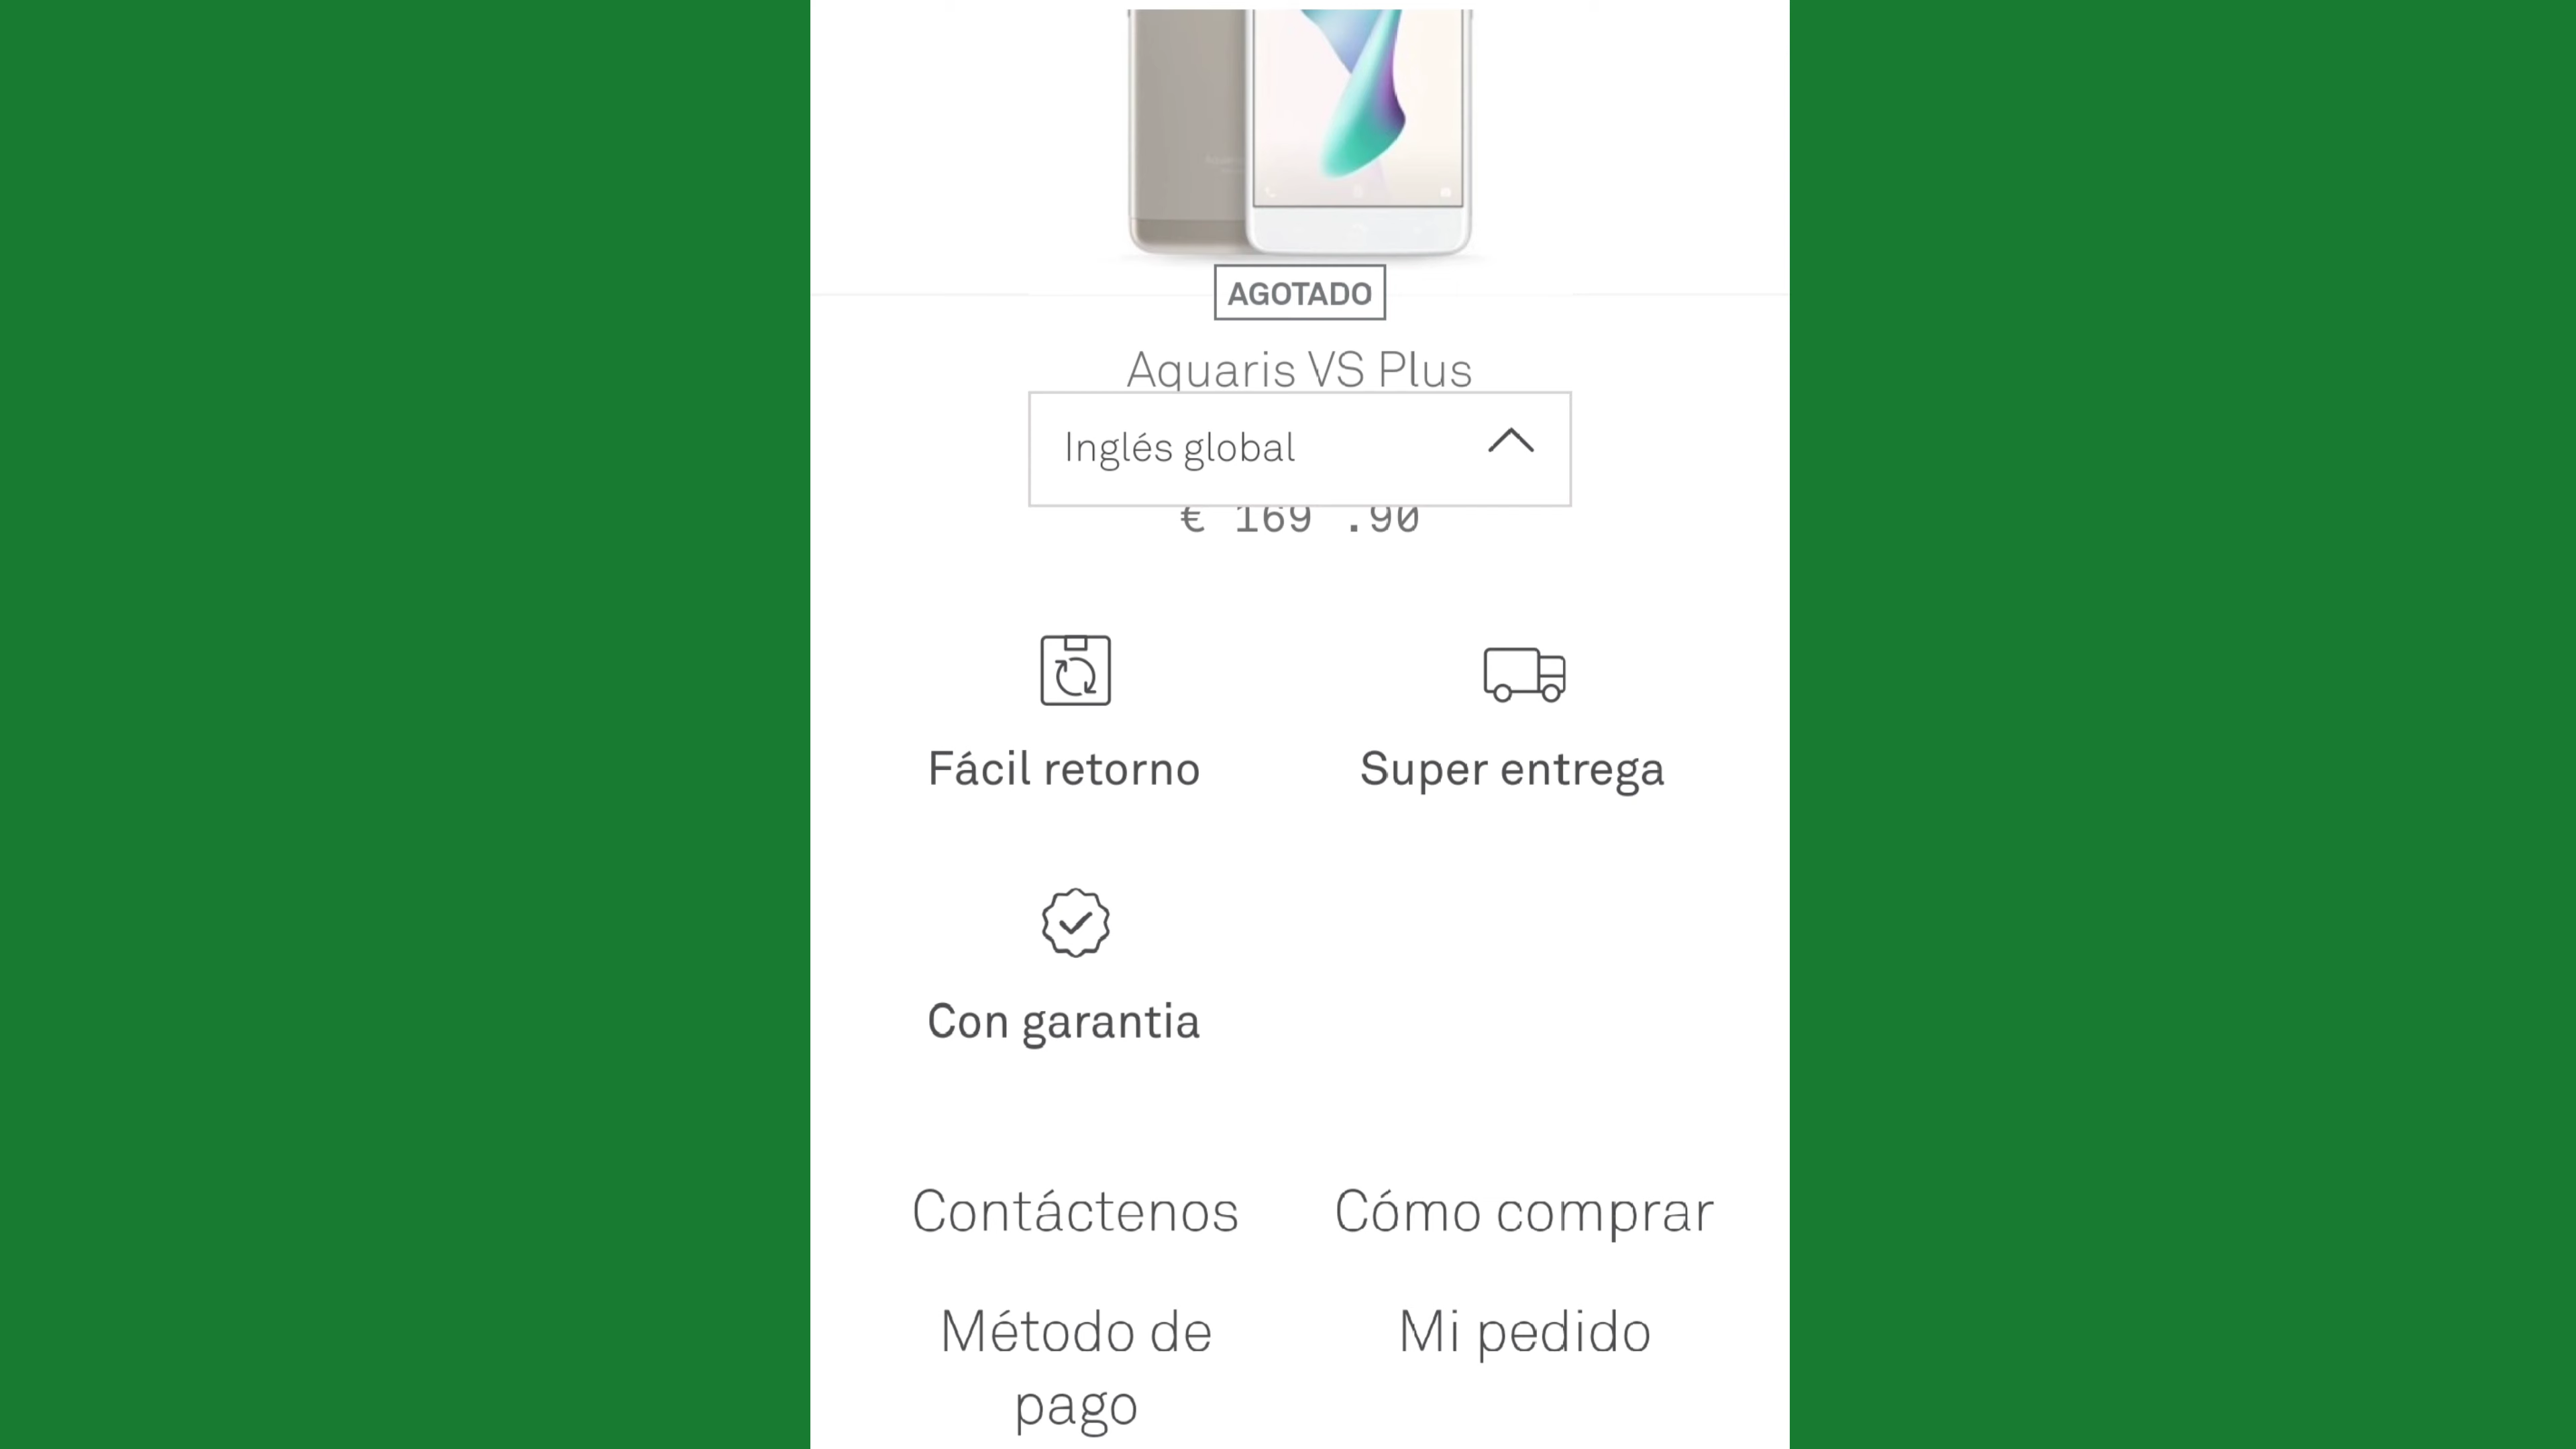 AGOTADO
Aquaris VS Plus
Inglés global
€ 169 .90
Fácil retorno
Super entrega
Con garantia
Contáctenos
Cómo comprar
Método de
pago
Mi pedido